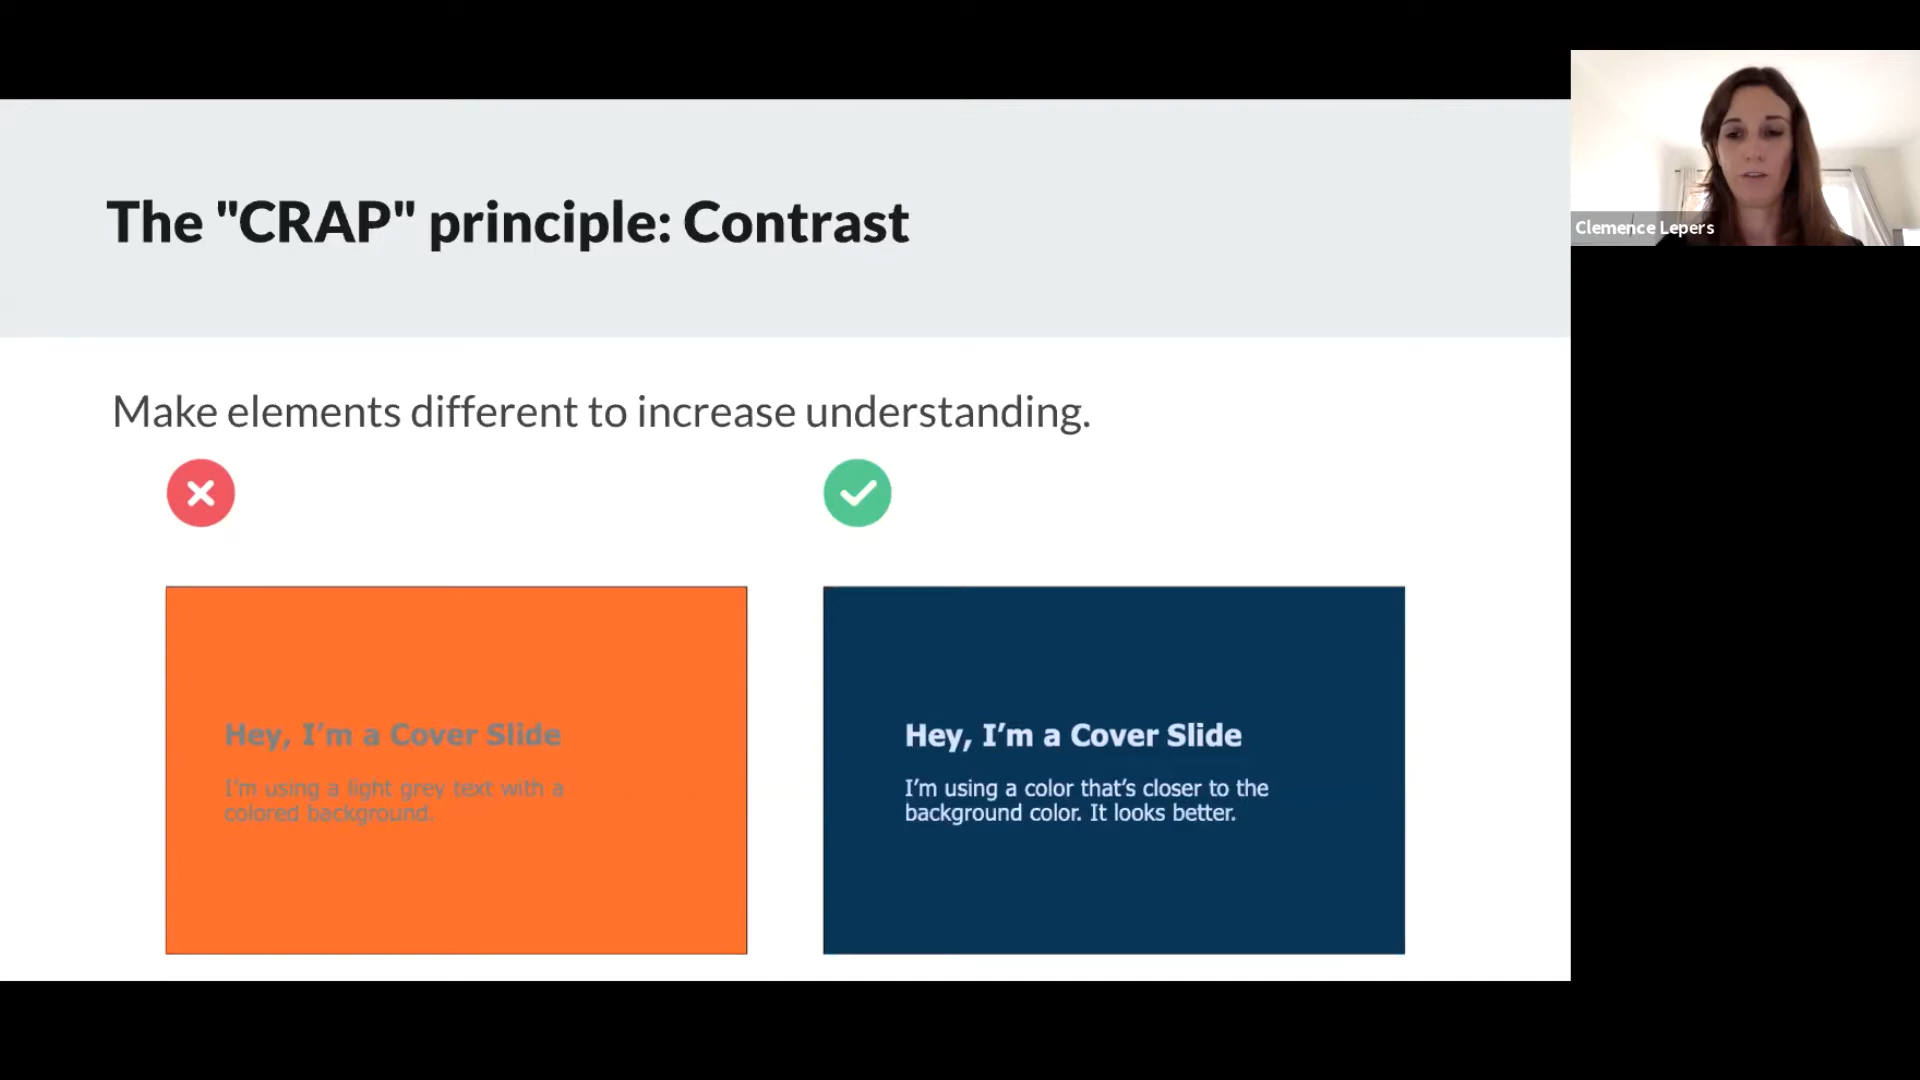 The "CRAP" principle: Contrast
Clemence Lepers
Make elements different to increase understanding.
Hey, I’m a Cover Slide
I’m using a light grey text with a
colored background.
Hey, I’m a Cover Slide
I’m using a color that’s closer to the
background color. It looks better.